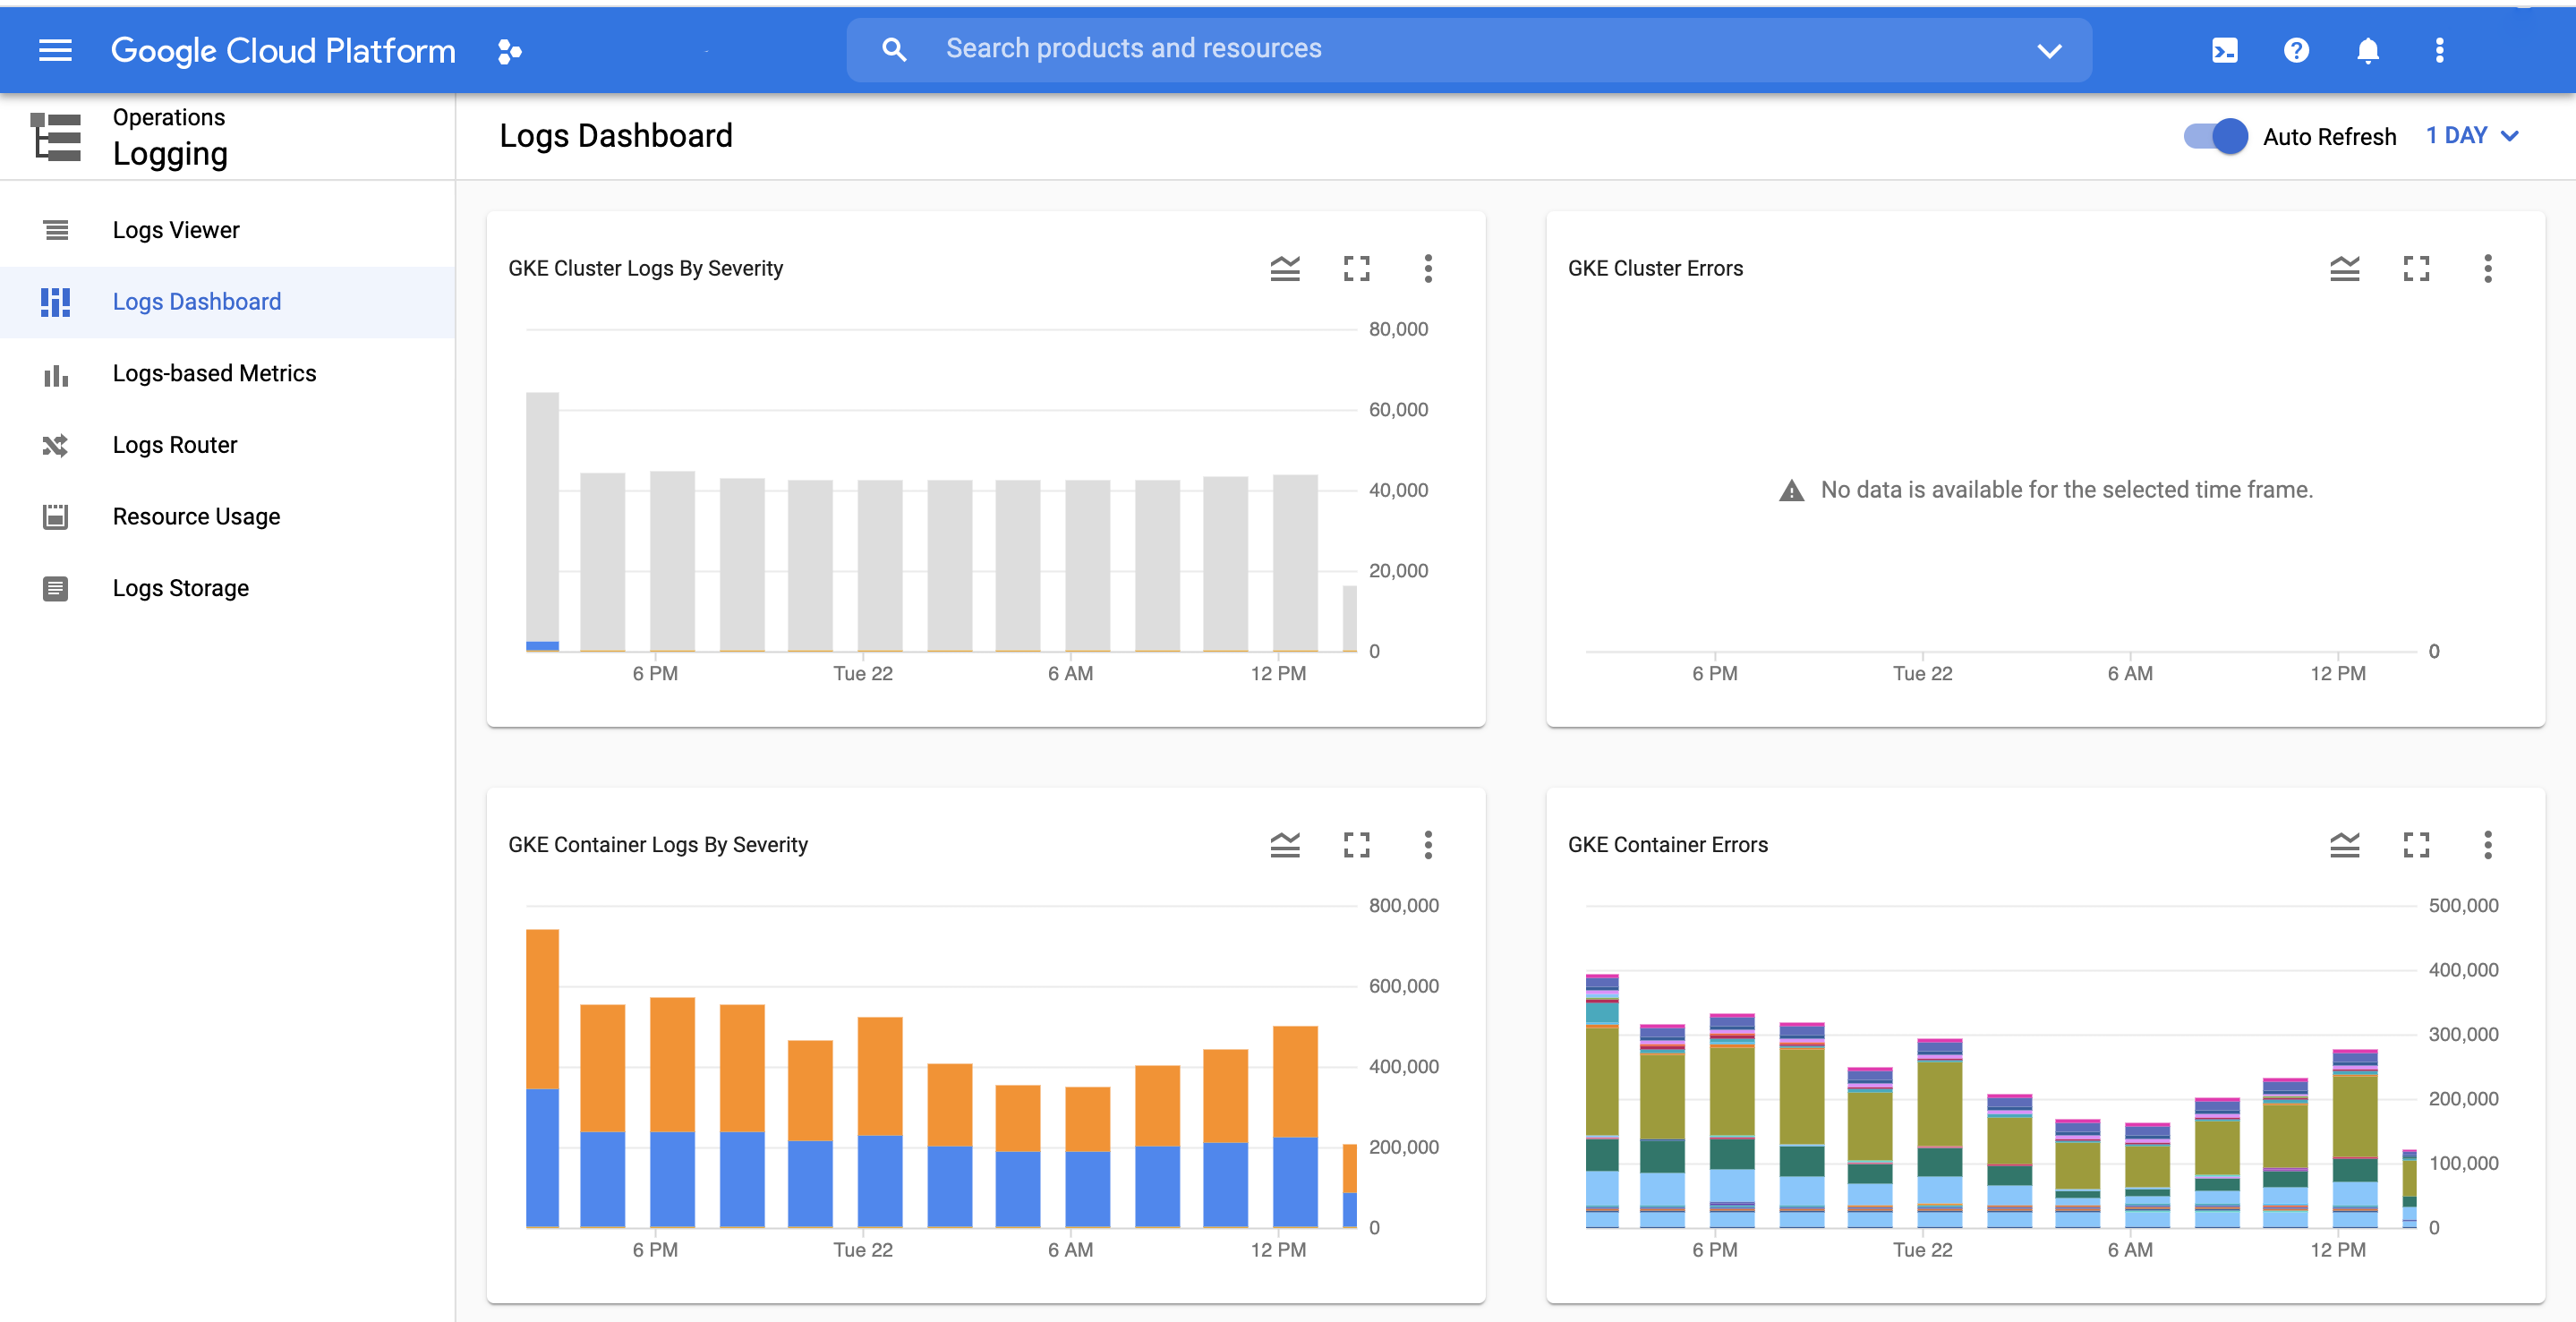 Google Cloud Platform
Search products and resources
Operations
Logging
Logs Dashboard
Auto Refresh
1 DAY
Logs Viewer
Logs Dashboard
Logs-based Metrics
Logs Router
Resource Usage
Logs Storage
GKE Cluster Logs By Severity
80,000
60,000
40,000
20,000
0
6 PM
Tue 22
6 AM
12 PM
GKE Cluster Errors
No data is available for the selected time frame.
0
6 PM
Tue 22
6 AM
12 PM
GKE Container Logs By Severity
800,000
600,000
400,000
200,000
0
6 PM
Tue 22
6 AM
12 PM
GKE Container Errors
500,000
400,000
300,000
200,000
100,000
0
6 PM
Tue 22
6 AM
12 PM